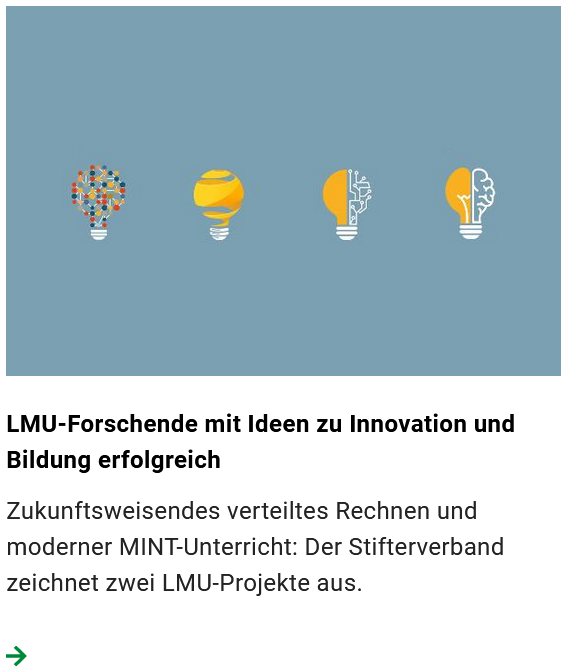 LMU-Forschende mit Ideen zu Innovation und
Bildung erfolgreich
Zukunftsweisendes verteiltes Rechnen und
moderner MINT-Unterricht: Der Stifterverband
zeichnet zwei LMU-Projekte aus.